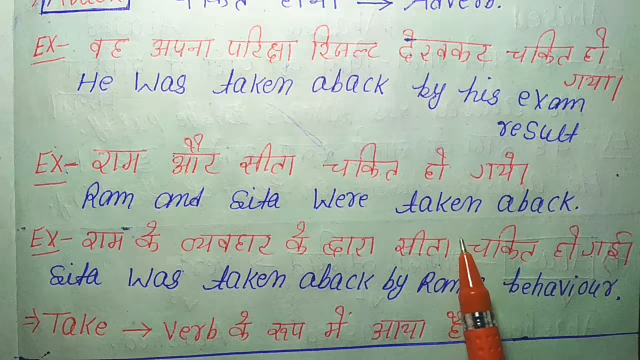 चकित होना → Adverb.
Ex- वह अपना परिक्षा रिजल्ट देखकर चकित हो
गया।
He Was taken aback by his exam
result
Ex- राम और सीता चकित हो गये।
Ram and Sita Were taken aback.
Ex- राम के व्यवहार के द्वारा सीता चकित हो गई।
Sita Was taken aback by Ram's behaviour.
⇒ Take → Verb के रूप में आया है